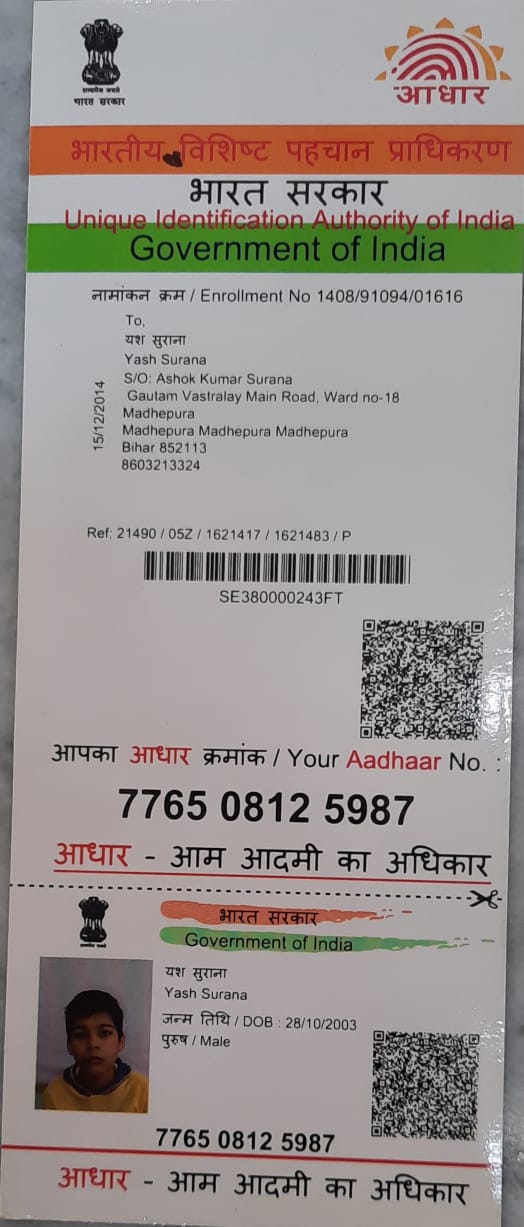 सत्यमेव जयते
भारत सरकार
आधार
भारतीय विशिष्ट पहचान प्राधिकरण
भारत सरकार
Unique Identification Authority of India
Government of India
नामांकन क्रम / Enrollment No 1408/91094/01616
To,
यश सुराना
Yash Surana
S/O: Ashok Kumar Surana
Gautam Vastralay Main Road, Ward no-18
Madhepura
Madhepura Madhepura Madhepura
Bihar 852113
8603213324
15/12/2014
Ref: 21490 / 05Z / 1621417 / 1621483 / P
SE380000243FT
आपका आधार क्रमांक / Your Aadhaar No. :
7765 0812 5987
आधार - आम आदमी का अधिकार
भारत सरकार
Government of India
यश सुराना
Yash Surana
जन्म तिथि / DOB : 28/10/2003
पुरुष / Male
7765 0812 5987
आधार - आम आदमी का अधिकार